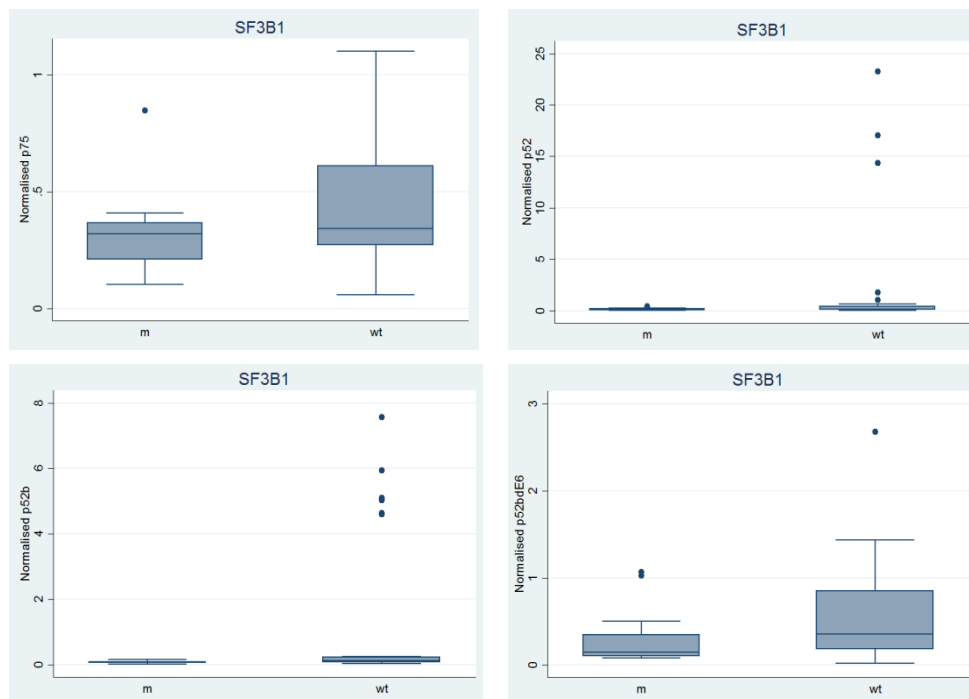 SF3B1
Normalised p75
1
.5
0
m wt
SF3B1
Normalised p52
25
20
15
10
5
0
m wt
SF3B1
Normalised p52b
8
6
4
2
0
m wt
SF3B1
Normalised p52bdE6
3
2
1
0
m wt